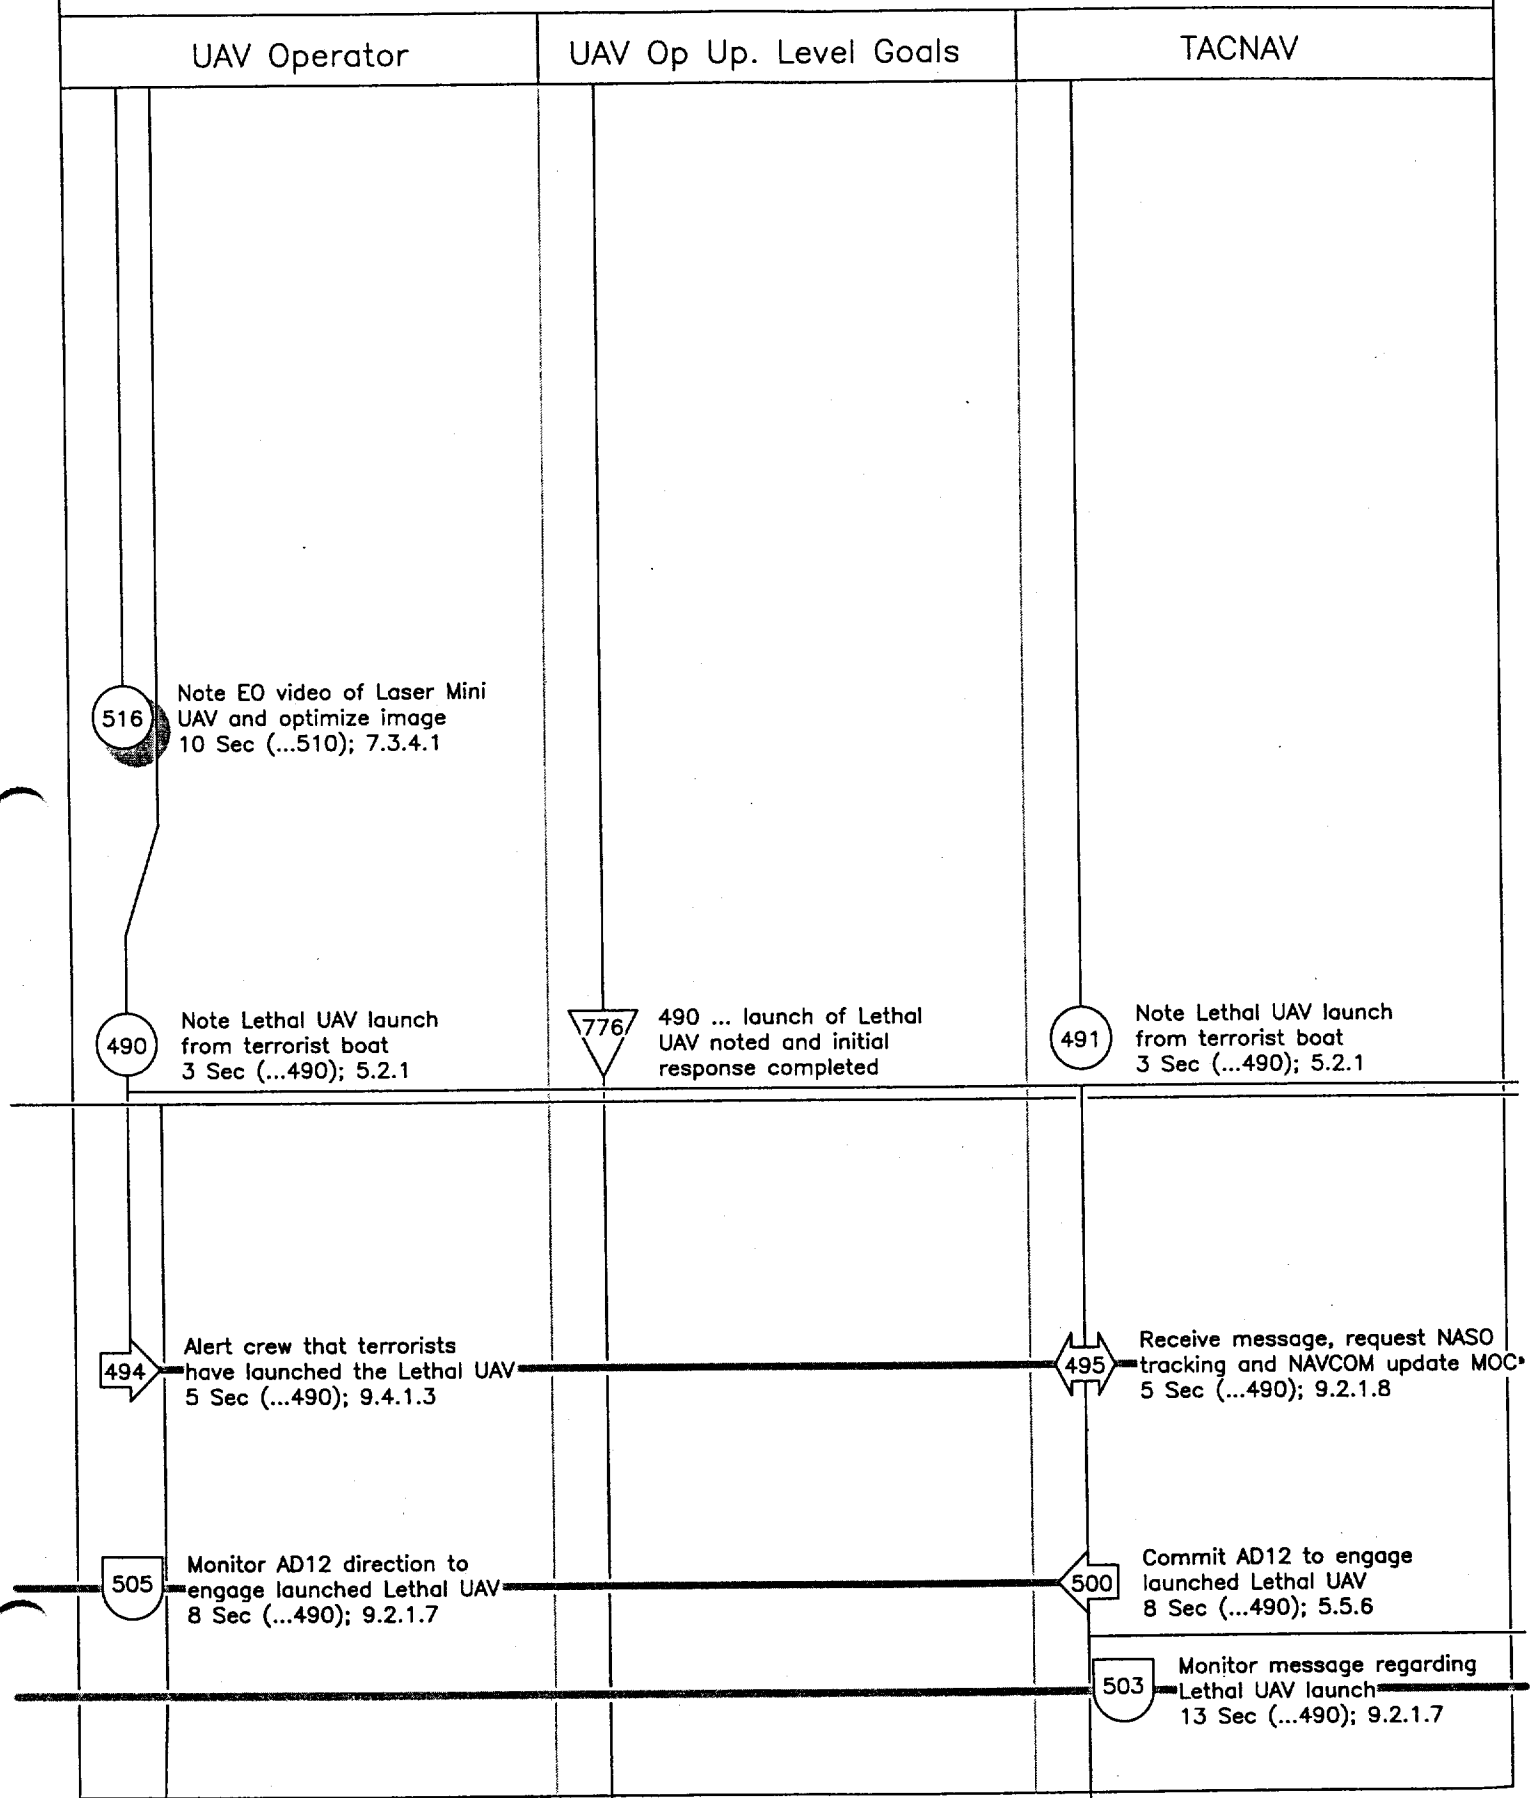 UAV Operator
UAV Op Up. Level Goals
TACNAV
516
Note EO video of Laser Mini
UAV and optimize image
10 Sec (...510); 7.3.4.1
490
Note Lethal UAV launch
from terrorist boat
3 Sec (...490); 5.2.1
776
490 ... launch of Lethal
UAV noted and initial
response completed
491
Note Lethal UAV launch
from terrorist boat
3 Sec (...490); 5.2.1
494
Alert crew that terrorists
have launched the Lethal UAV
5 Sec (...490); 9.4.1.3
495
Receive message, request NASO
tracking and NAVCOM update MOC
5 Sec (...490); 9.2.1.8
505
Monitor AD12 direction to
engage launched Lethal UAV
8 Sec (...490); 9.2.1.7
500
Commit AD12 to engage
launched Lethal UAV
8 Sec (...490); 5.5.6
503
Monitor message regarding
Lethal UAV launch
13 Sec (...490); 9.2.1.7